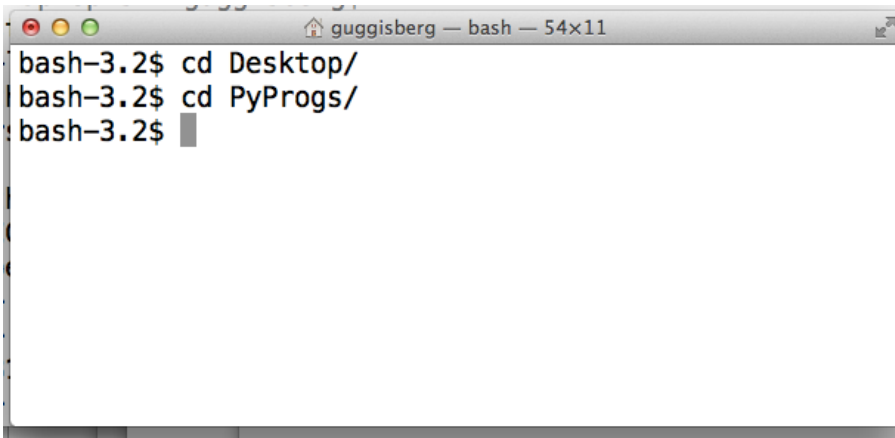 guggisberg — bash — 54×11
bash-3.2$ cd Desktop/
bash-3.2$ cd PyProgs/
bash-3.2$